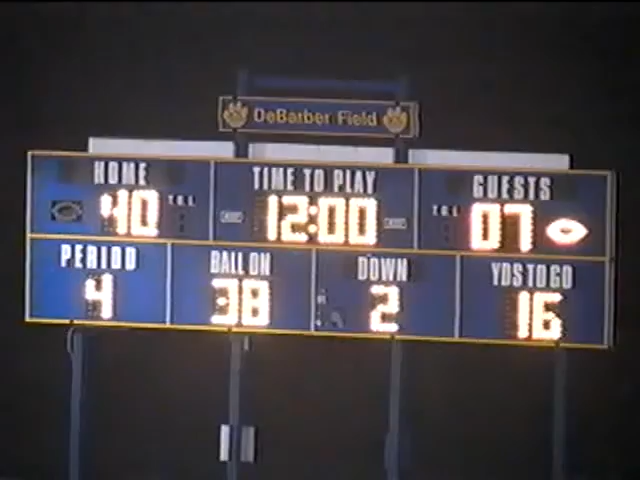 DeBarber Field
HOME TIME TO PLAY GUESTS
40 T.O.L 12:00 T.O.L 07
PERIOD BALL ON DOWN YDS TO GO
4 38 2 16